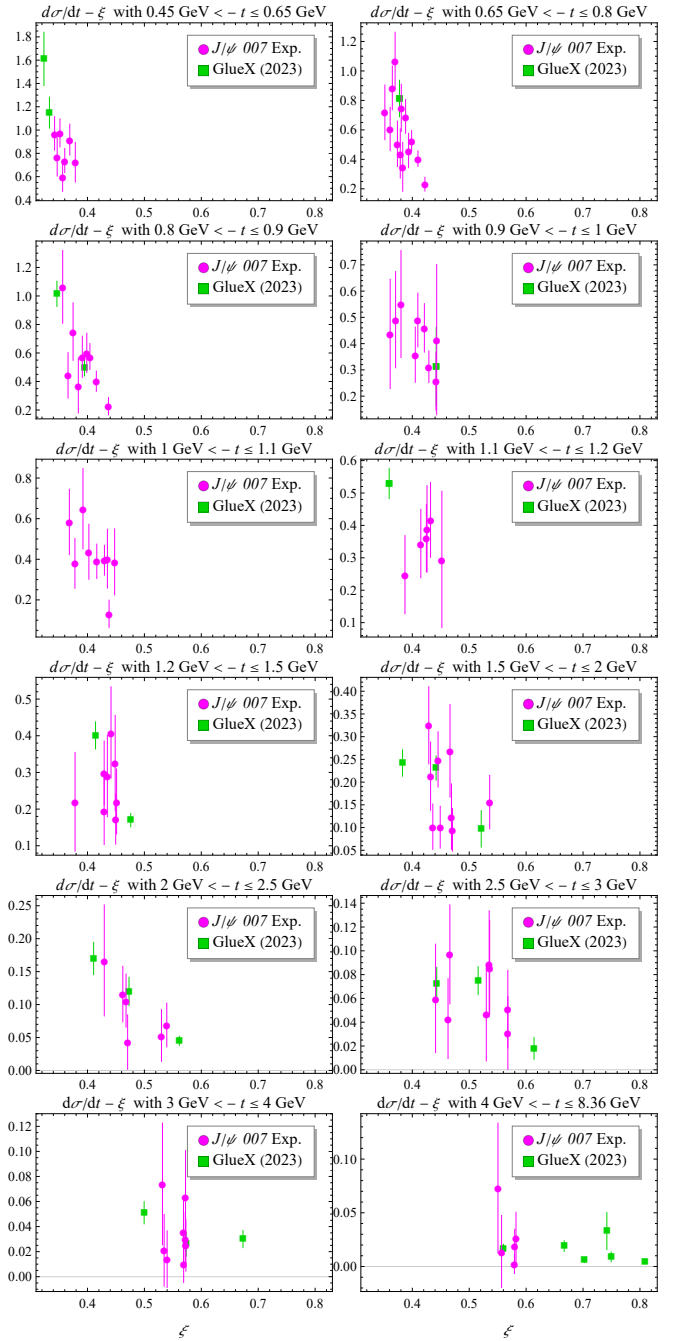 dσ/dt − ξ with 0.45 GeV < − t ≤ 0.65 GeV
J/ψ 007 Exp.
GlueX (2023)
1.8
1.6
1.4
1.2
1.0
0.8
0.6
0.4
0.4 0.5 0.6 0.7 0.8
dσ/dt − ξ with 0.65 GeV < − t ≤ 0.8 GeV
J/ψ 007 Exp.
GlueX (2023)
1.2
1.0
0.8
0.6
0.4
0.2
0.4 0.5 0.6 0.7 0.8
dσ/dt − ξ with 0.8 GeV < − t ≤ 0.9 GeV
J/ψ 007 Exp.
GlueX (2023)
1.2
1.0
0.8
0.6
0.4
0.2
0.4 0.5 0.6 0.7 0.8
dσ/dt − ξ with 0.9 GeV < − t ≤ 1 GeV
J/ψ 007 Exp.
GlueX (2023)
0.7
0.6
0.5
0.4
0.3
0.2
0.4 0.5 0.6 0.7 0.8
dσ/dt − ξ with 1 GeV < − t ≤ 1.1 GeV
J/ψ 007 Exp.
GlueX (2023)
0.8
0.6
0.4
0.2
0.4 0.5 0.6 0.7 0.8
dσ/dt − ξ with 1.1 GeV < − t ≤ 1.2 GeV
J/ψ 007 Exp.
GlueX (2023)
0.6
0.5
0.4
0.3
0.2
0.1
0.4 0.5 0.6 0.7 0.8
dσ/dt − ξ with 1.2 GeV < − t ≤ 1.5 GeV
J/ψ 007 Exp.
GlueX (2023)
0.5
0.4
0.3
0.2
0.1
0.4 0.5 0.6 0.7 0.8
dσ/dt − ξ with 1.5 GeV < − t ≤ 2 GeV
J/ψ 007 Exp.
GlueX (2023)
0.40
0.35
0.30
0.25
0.20
0.15
0.10
0.05
0.4 0.5 0.6 0.7 0.8
dσ/dt − ξ with 2 GeV < − t ≤ 2.5 GeV
J/ψ 007 Exp.
GlueX (2023)
0.25
0.20
0.15
0.10
0.05
0.00
0.4 0.5 0.6 0.7 0.8
dσ/dt − ξ with 2.5 GeV < − t ≤ 3 GeV
J/ψ 007 Exp.
GlueX (2023)
0.14
0.12
0.10
0.08
0.06
0.04
0.02
0.00
0.4 0.5 0.6 0.7 0.8
dσ/dt − ξ with 3 GeV < − t ≤ 4 GeV
J/ψ 007 Exp.
GlueX (2023)
0.12
0.10
0.08
0.06
0.04
0.02
0.00
0.4 0.5 0.6 0.7 0.8
ξ
dσ/dt − ξ with 4 GeV < − t ≤ 8.36 GeV
J/ψ 007 Exp.
GlueX (2023)
0.10
0.05
0.00
0.4 0.5 0.6 0.7 0.8
ξ